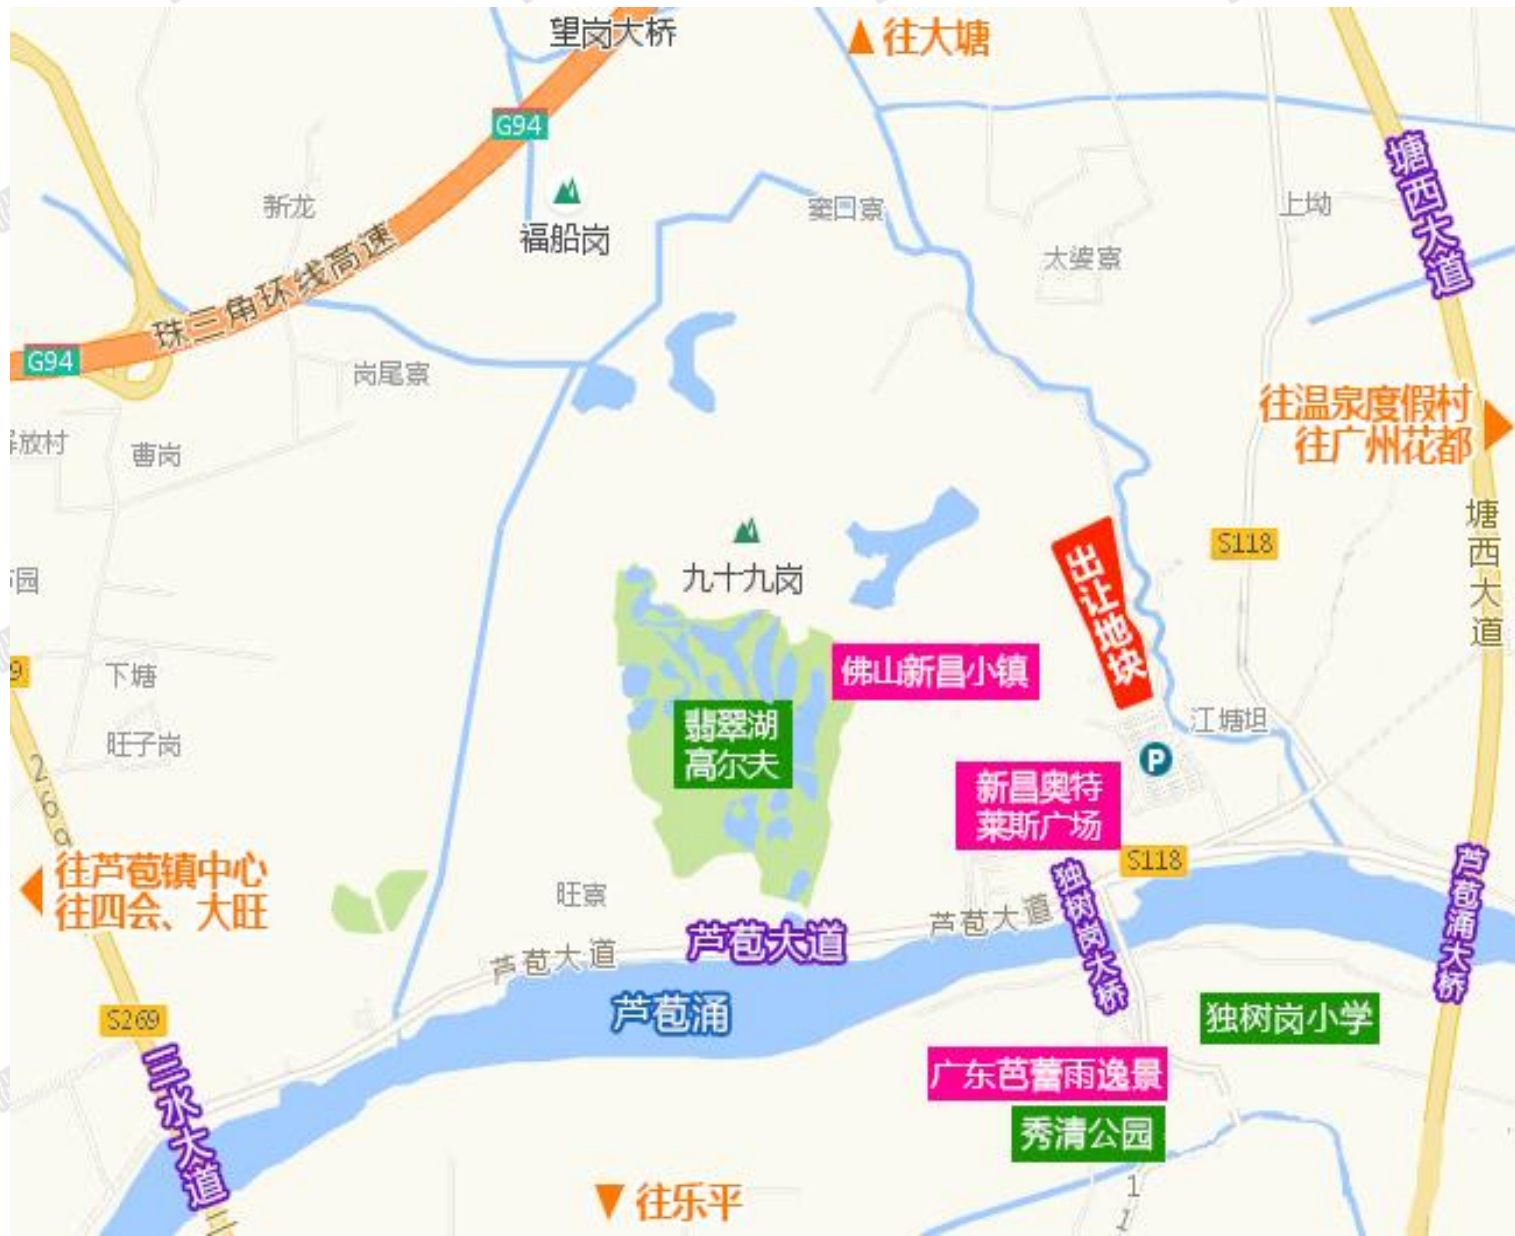 望岗大桥
往大塘
G94
塘西大道
新龙
福船岗
窦田寮
上坳
太婆寮
珠三角环线高速
G94
岗尾寮
往温泉度假村
往广州花都
放村
曹岗
塘西大道
S118
出让地块
九十九岗
园
佛山新昌小镇
9
下塘
翡翠湖
高尔夫
江塘坦
旺子岗
P
新昌奥特
莱斯广场
269
S118
往芦苞镇中心
往四会、大旺
旺寮
独树岗大桥
芦苞涌大桥
芦苞大道
芦苞大道
芦苞大道
芦苞涌
S269
独树岗小学
三水大道
广东芭蕾雨逸景
秀清公园
往乐平
三
1
1